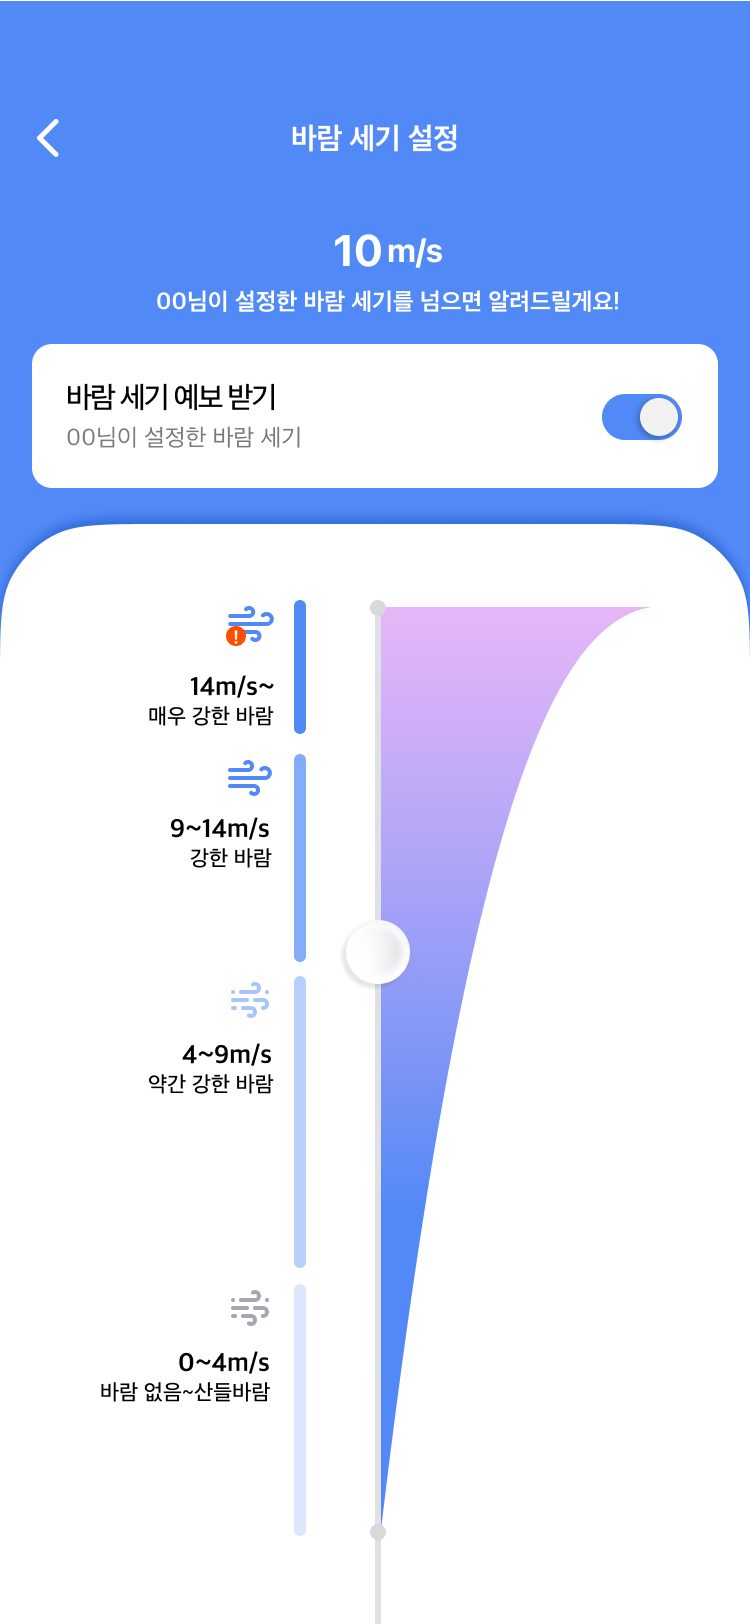 바람 세기 설정
10 m/s
00님이 설정한 바람 세기를 넘으면 알려드릴게요!
바람 세기 예보 받기
00님이 설정한 바람 세기
!
14m/s~
매우 강한 바람
9~14m/s
강한 바람
4~9m/s
약간 강한 바람
0~4m/s
바람 없음~산들바람